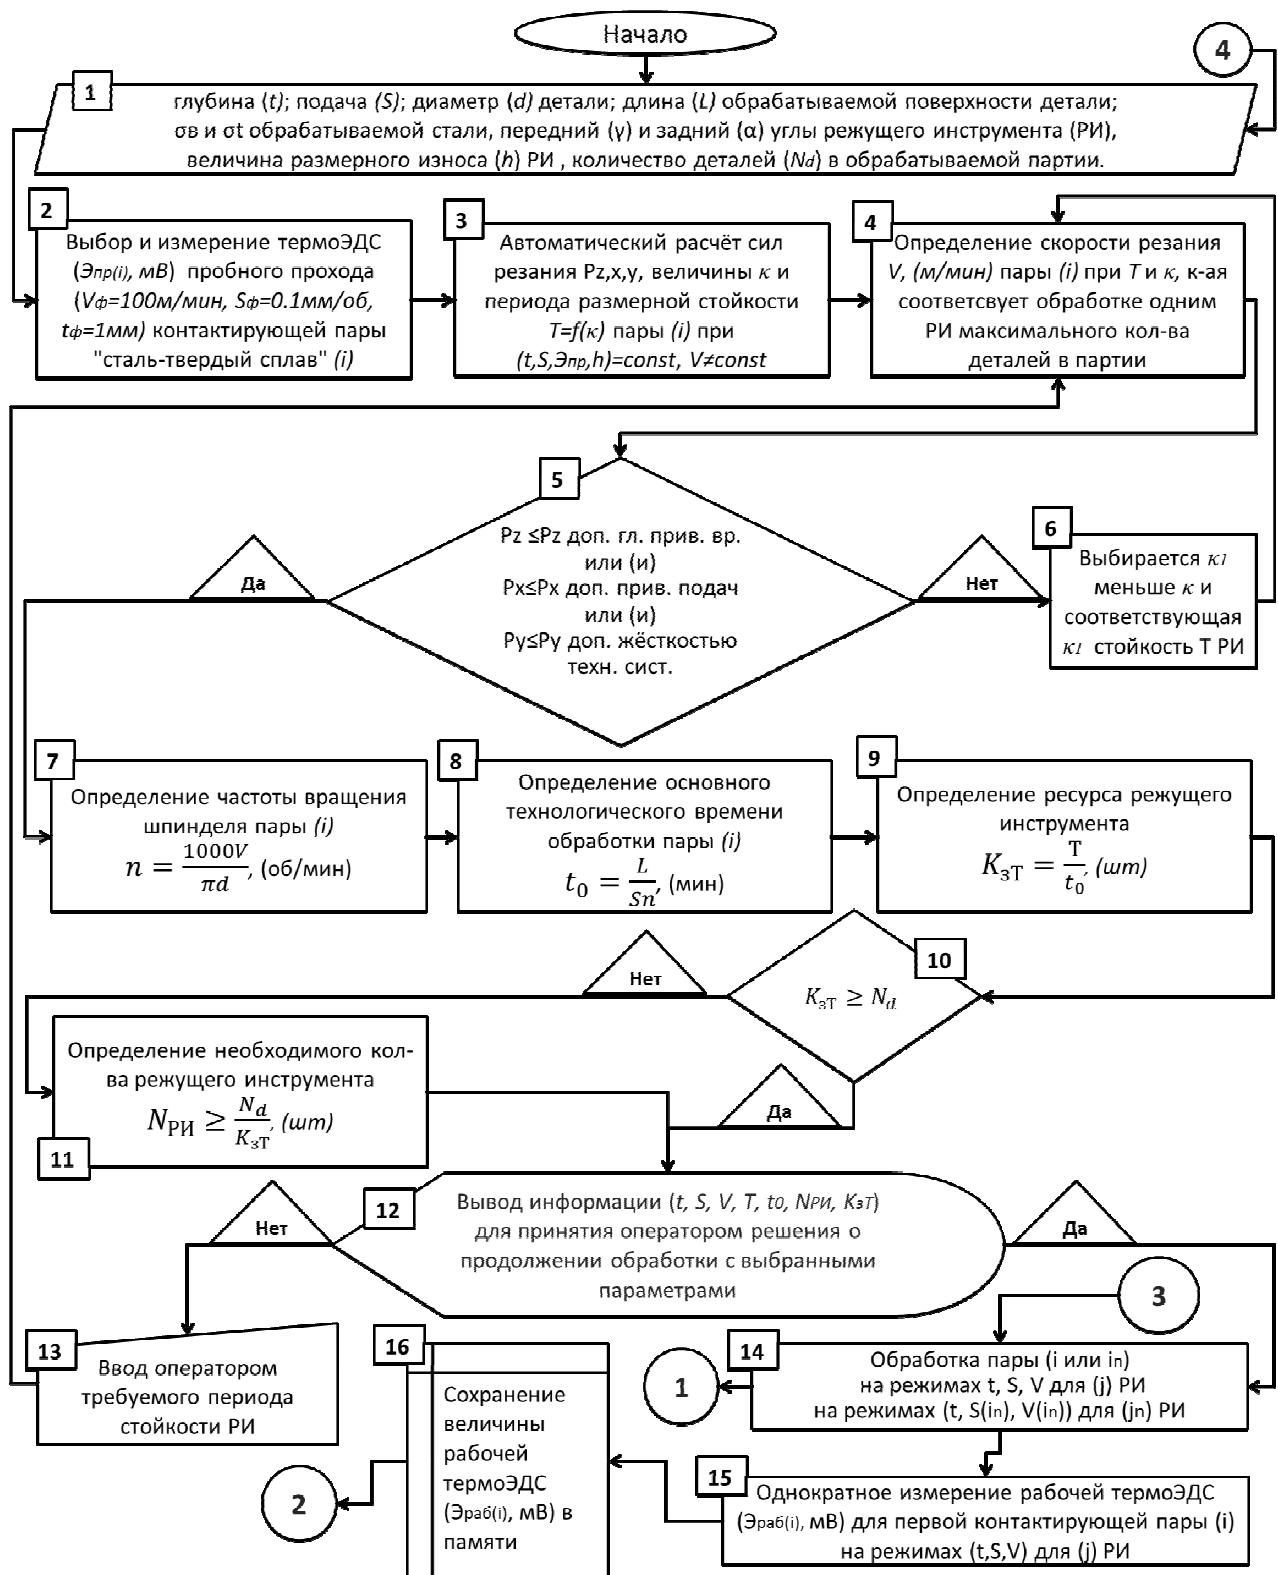 Начало
4
1
глубина (t); подача (S); диаметр (d) детали; длина (L) обрабатываемой поверхности детали;
σв и σt обрабатываемой стали, передний (γ) и задний (α) углы режущего инструмента (РИ),
величина размерного износа (h) РИ , количество деталей (Nd) в обрабатываемой партии.
2
Выбор и измерение термоЭДС
(Эпр(i), мВ) пробного прохода
(Vф=100м/мин, Sф=0.1мм/об,
tф=1мм) контактирующей пары
"сталь-твердый сплав" (i)
3
Автоматический расчёт сил
резания Pz,x,y, величины κ и
периода размерной стойкости
T=f(κ) пары (i) при
(t,S,Эпр,h)=const, V≠const
4
Определение скорости резания
V, (м/мин) пары (i) при T и κ, к-ая
соответсвует обработке одним
РИ максимального кол-ва
деталей в партии
5
Pz ≤Pz доп. гл. прив. вр.
или (и)
Px≤Px доп. прив. подач
или (и)
Py≤Py доп. жёсткостью
техн. сист.
Да
Нет
6
Выбирается κ1
меньше κ и
соответствующая
κ1 стойкость Т РИ
7
Определение частоты вращения
шпинделя пары (i)
n = 1000V/πd, (об/мин)
8
Определение основного
технологического времени
обработки пары (i)
t0 = L/Sn, (мин)
9
Определение ресурса режущего
инструмента
KзТ = Т/t0, (шт)
10
KзТ ≥ Nd
Нет
Да
11
Определение необходимого кол-
ва режущего инструмента
NРИ ≥ Nd/KзТ, (шт)
12
Вывод информации (t, S, V, T, t0, NРИ, KзТ)
для принятия оператором решения о
продолжении обработки с выбранными
параметрами
Нет
Да
3
13
Ввод оператором
требуемого периода
стойкости РИ
16
Сохранение
величины
рабочей
термоЭДС
(Эраб(i), мВ) в
памяти
2
1
14
Обработка пары (i или in)
на режимах t, S, V для (j) РИ
на режимах (t, S(in), V(in)) для (jn) РИ
15
Однократное измерение рабочей термоЭДС
(Эраб(i), мВ) для первой контактирующей пары (i)
на режимах (t,S,V) для (j) РИ